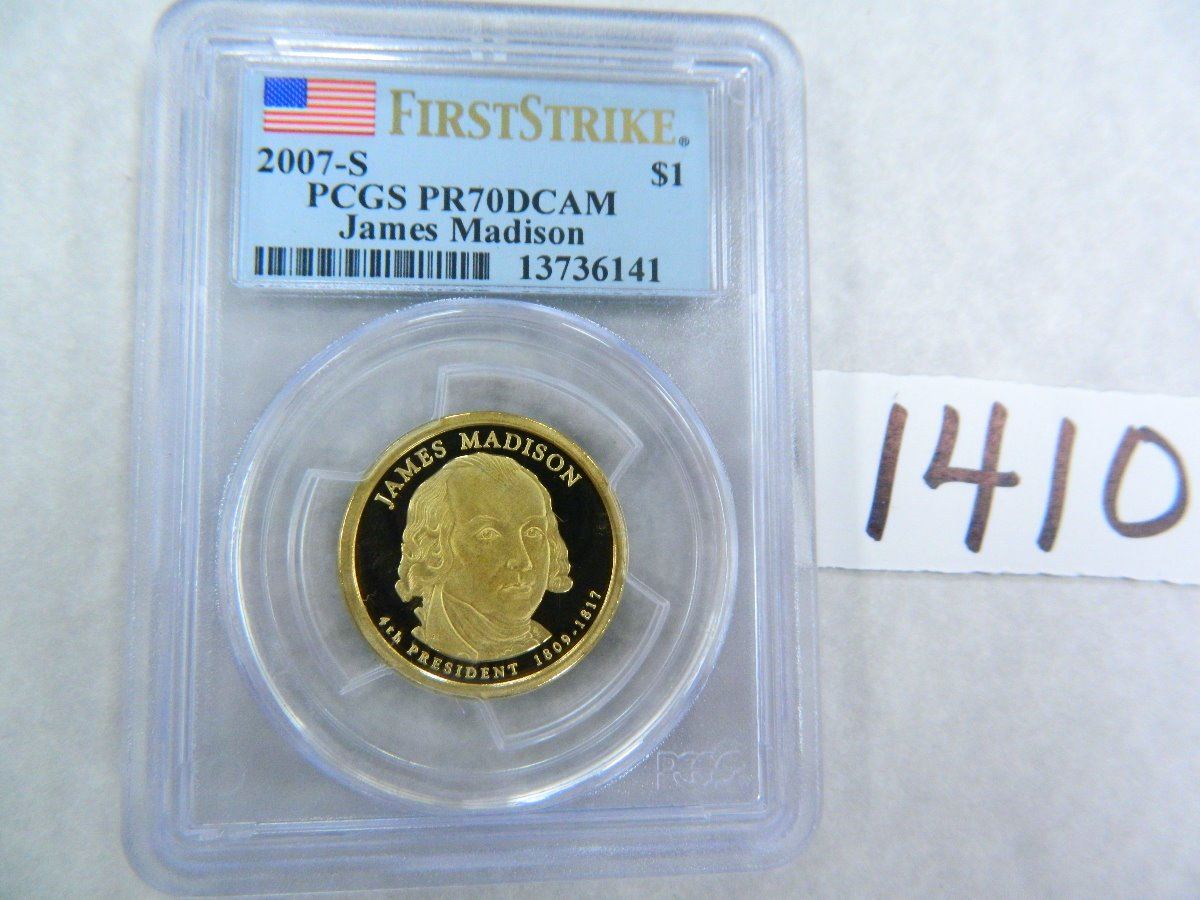 FIRSTSTRIKE®
2007-S $1
PCGS PR70DCAM
James Madison
13736141
JAMES MADISON
4th PRESIDENT 1809-1817
PCGS
1410